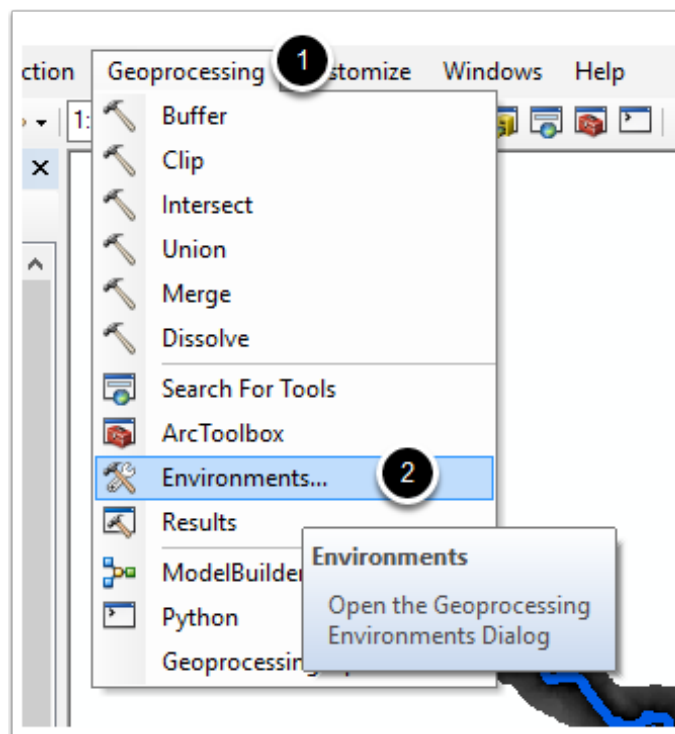 ction Geoprocessing 1 stomize Windows Help
1:
Buffer
Clip
Intersect
Union
Merge
Dissolve
Search For Tools
ArcToolbox
Environments... 2
Results
Environments
ModelBuilder
Open the Geoprocessing
Python
Environments Dialog
Geoprocessing